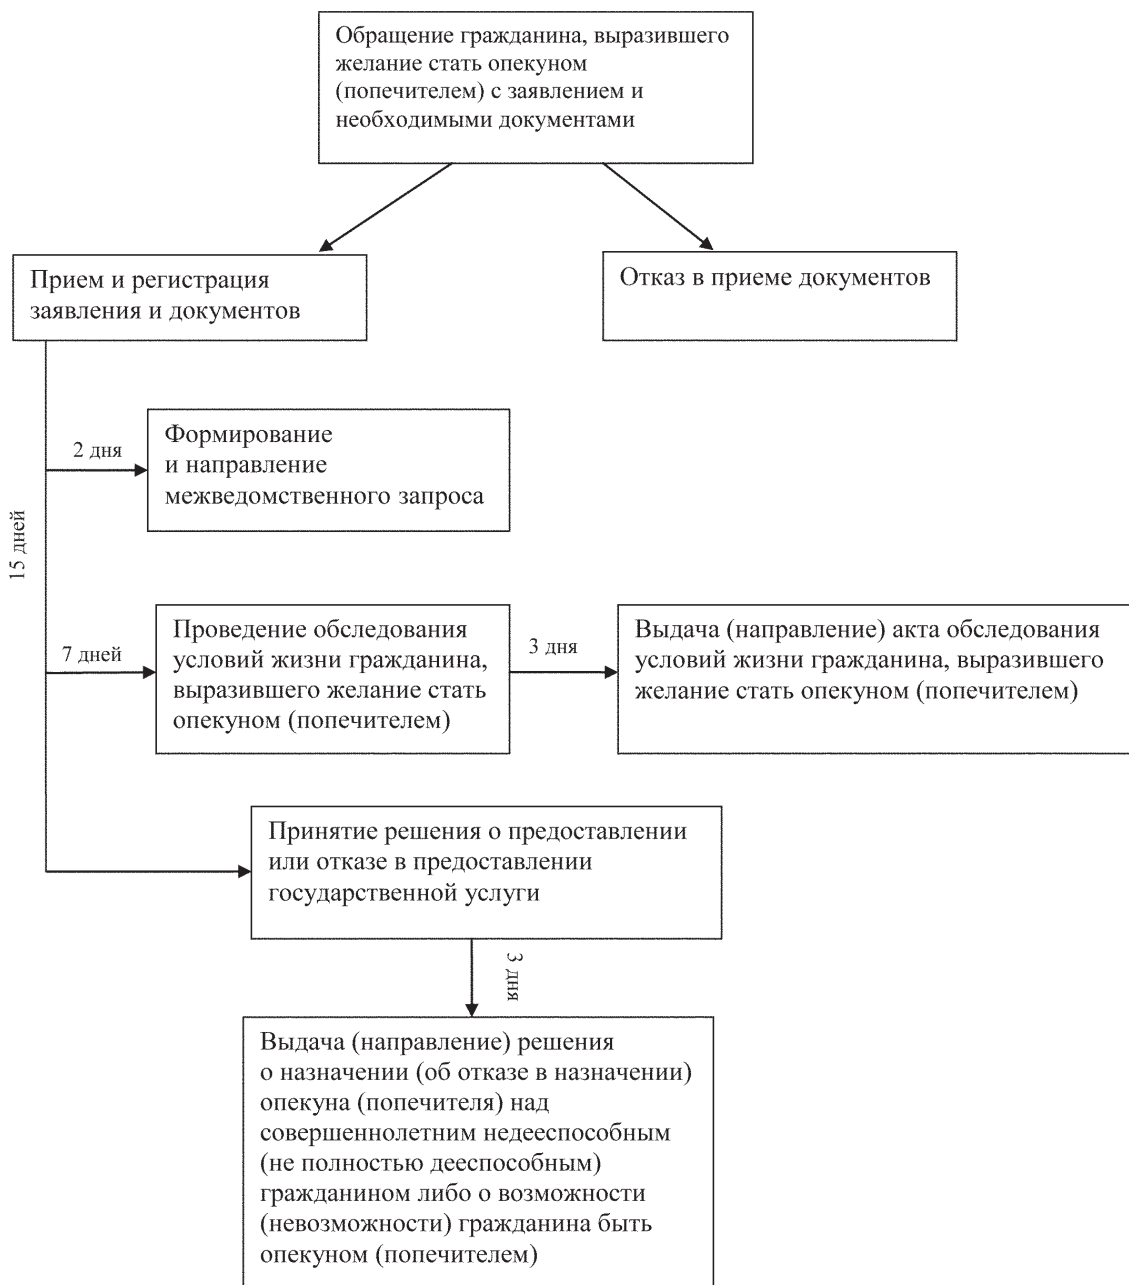 Обращение гражданина, выразившего
желание стать опекуном
(попечителем) с заявлением и
необходимыми документами
Прием и регистрация
заявления и документов
Отказ в приеме документов
2 дня
Формирование
и направление
межведомственного запроса
15 дней
7 дней
Проведение обследования
условий жизни гражданина,
выразившего желание стать
опекуном (попечителем)
3 дня
Выдача (направление) акта обследования
условий жизни гражданина, выразившего
желание стать опекуном (попечителем)
Принятие решения о предоставлении
или отказе в предоставлении
государственной услуги
3 дня
Выдача (направление) решения
о назначении (об отказе в назначении)
опекуна (попечителя) над
совершеннолетним недееспособным
(не полностью дееспособным)
гражданином либо о возможности
(невозможности) гражданина быть
опекуном (попечителем)